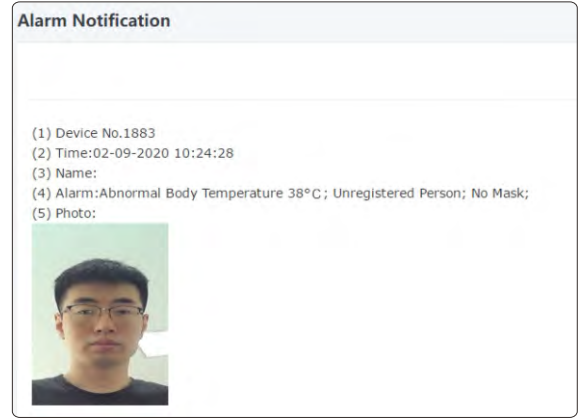 Alarm Notification
(1) Device No.1883
(2) Time:02-09-2020 10:24:28
(3) Name:
(4) Alarm:Abnormal Body Temperature 38°C; Unregistered Person; No Mask;
(5) Photo: